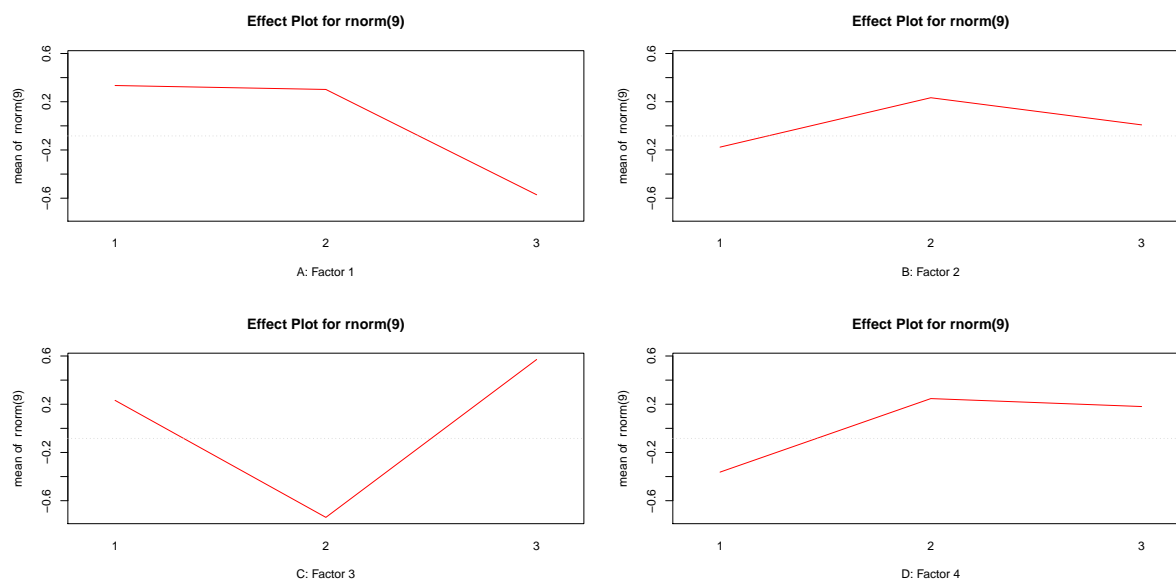 Effect Plot for rnorm(9)
mean of rnorm(9)
0.6
0.2
−0.2
−0.6
1 2 3
A: Factor 1
Effect Plot for rnorm(9)
mean of rnorm(9)
0.6
0.2
−0.2
−0.6
1 2 3
B: Factor 2
Effect Plot for rnorm(9)
mean of rnorm(9)
0.6
0.2
−0.2
−0.6
1 2 3
C: Factor 3
Effect Plot for rnorm(9)
mean of rnorm(9)
0.6
0.2
−0.2
−0.6
1 2 3
D: Factor 4